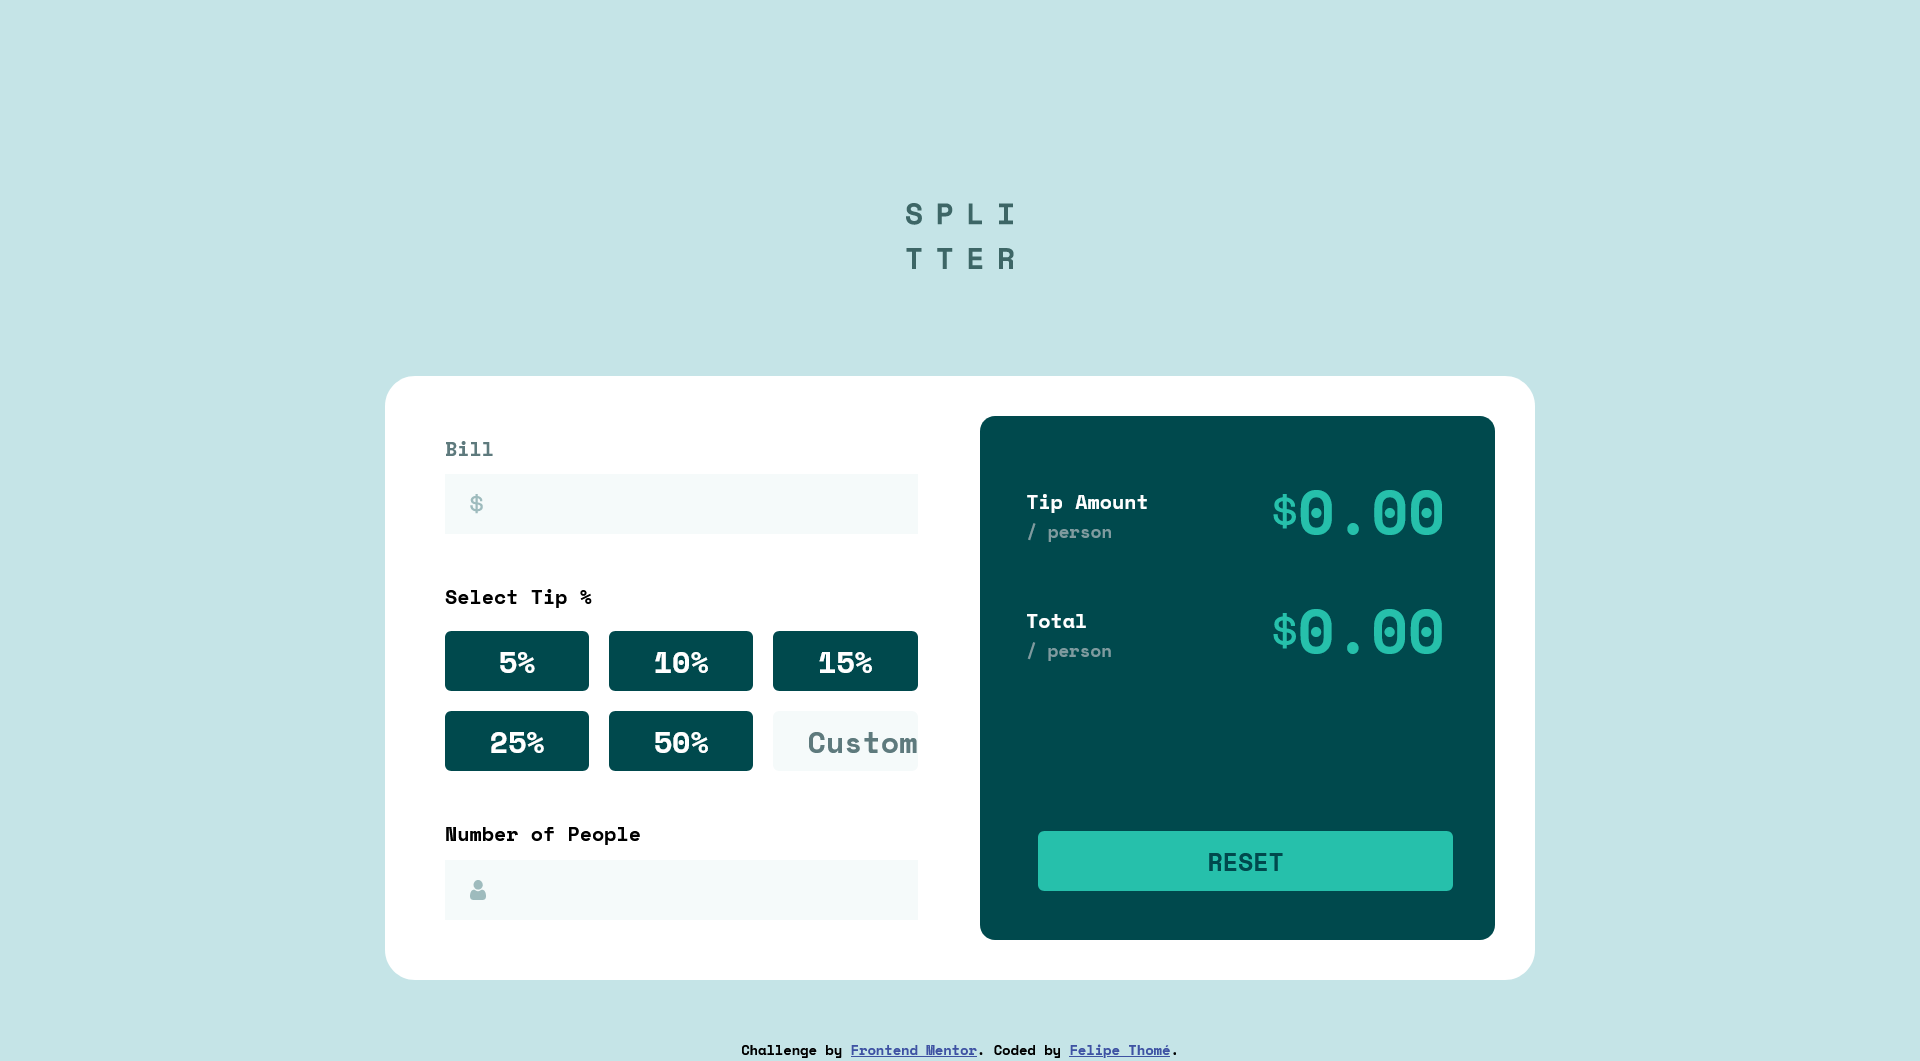 SPLI
TTER
Bill
$
Select Tip %
5%
10%
15%
25%
50%
Custom
Number of People
Tip Amount
/ person
$0.00
Total
/ person
$0.00
RESET
Challenge by Frontend Mentor. Coded by Felipe Thomé.